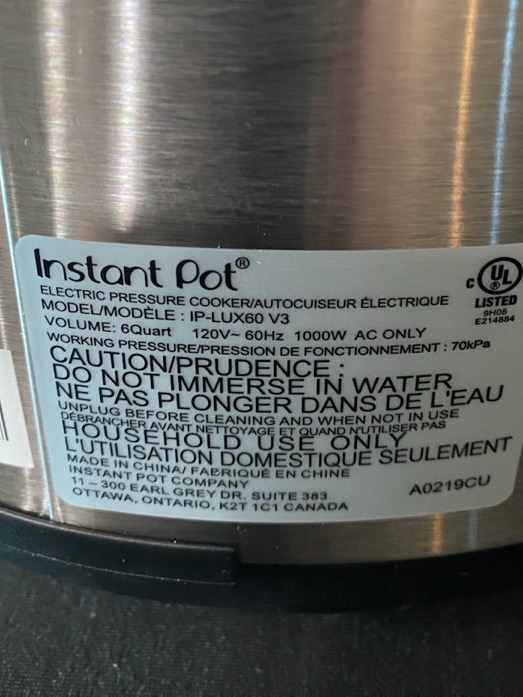 Instant Pot®
ELECTRIC PRESSURE COOKER/AUTOCUISEUR ÉLECTRIQUE
MODEL/MODÈLE : IP-LUX60 V3
VOLUME: 6Quart 120V~ 60Hz 1000W AC ONLY
WORKING PRESSURE/PRESSION DE FONCTIONNEMENT : 70kPa
CAUTION/PRUDENCE :
DO NOT IMMERSE IN WATER
NE PAS PLONGER DANS DE L'EAU
UNPLUG BEFORE CLEANING AND WHEN NOT IN USE
DÉBRANCHER AVANT NETTOYAGE ET QUAND N'UTILISER PAS
HOUSEHOLD USE ONLY
L'UTILISATION DOMESTIQUE SEULEMENT
MADE IN CHINA/ FABRIQUÉ EN CHINE
INSTANT POT COMPANY
11 – 300 EARL GREY DR. SUITE 383
OTTAWA, ONTARIO, K2T 1C1 CANADA
A0219CU
C UL
LISTED
9H06
E214884